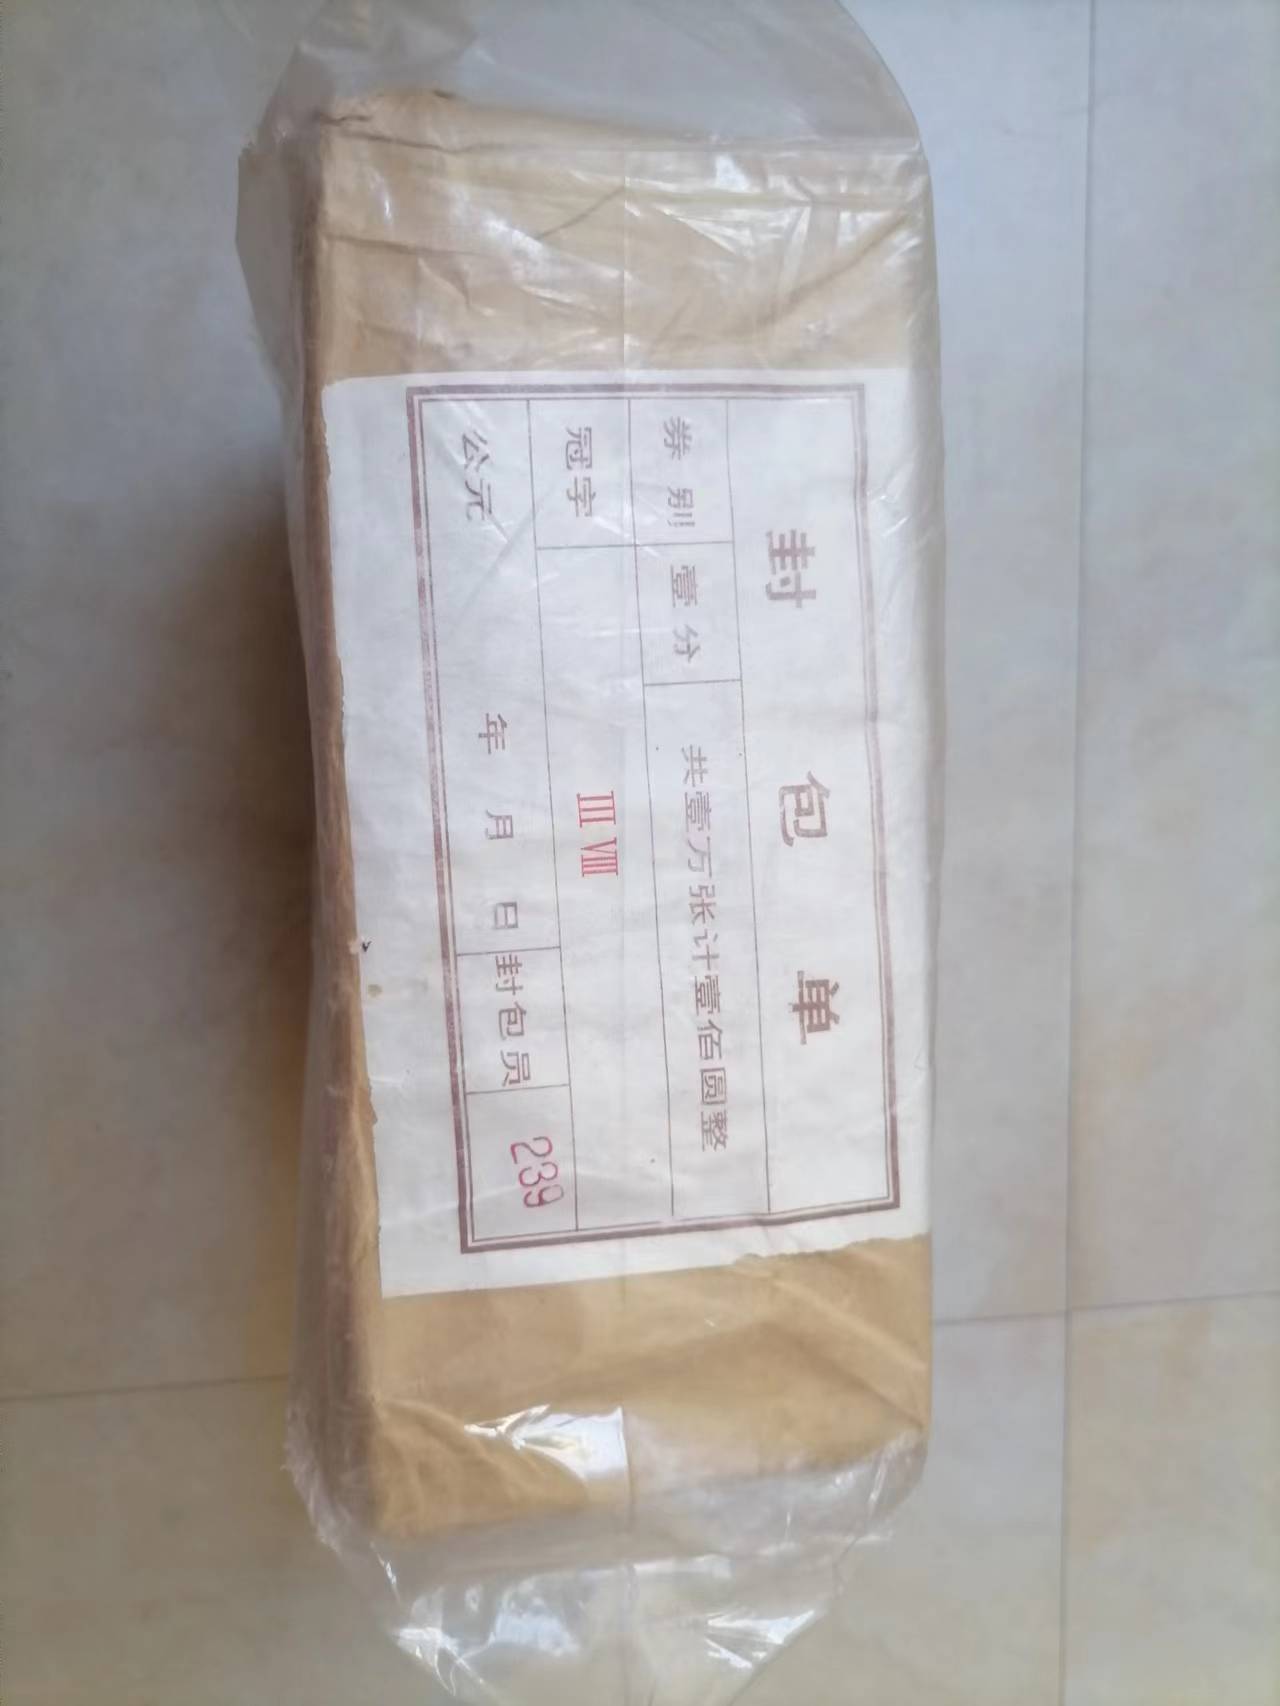 封包单
券别 壹分 共壹万张计壹佰圆整
冠字 III VIII
公元 年 月 日 封包员 239